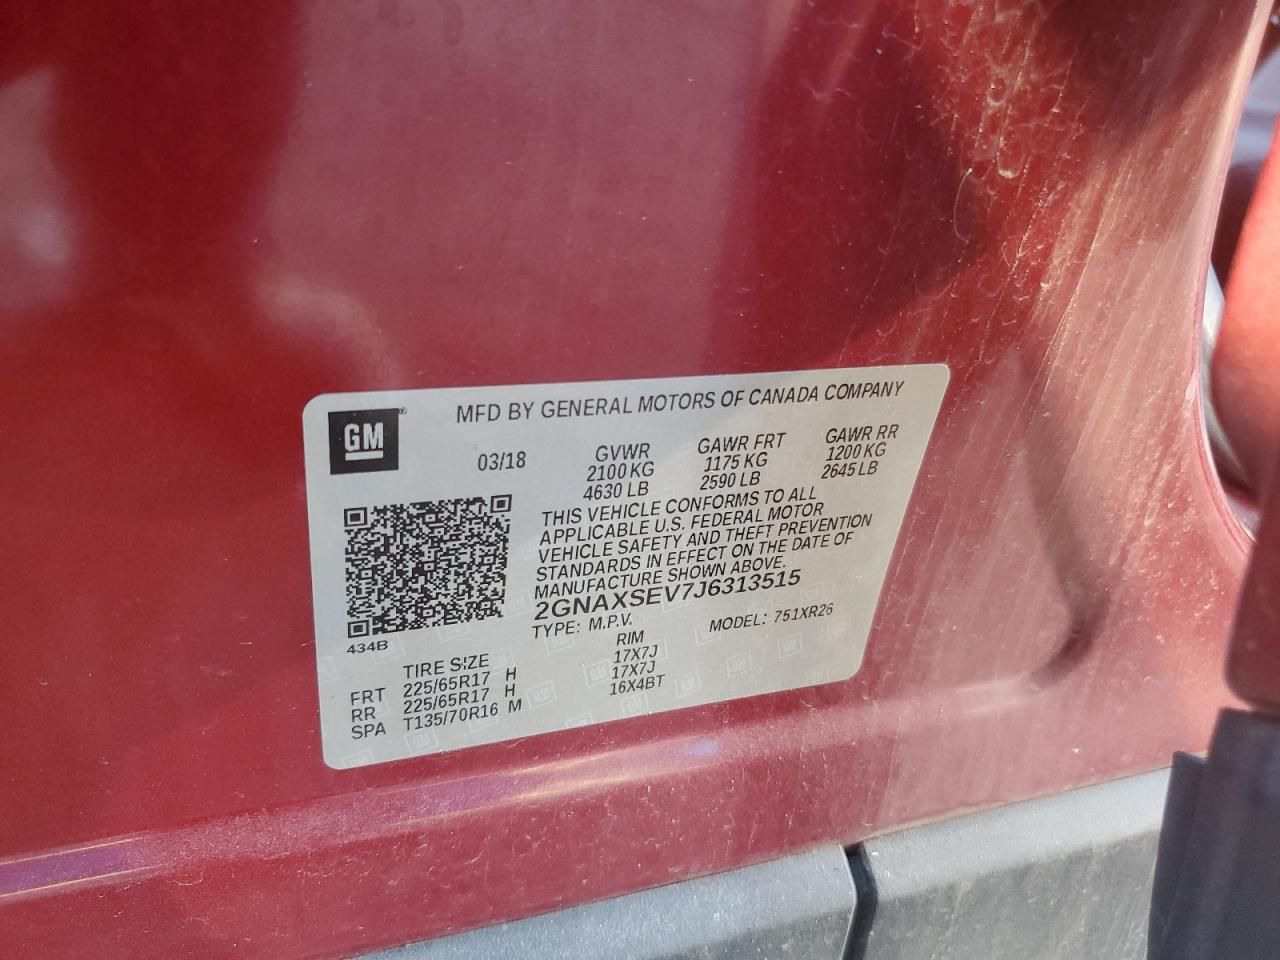 GM®
MFD BY GENERAL MOTORS OF CANADA COMPANY
03/18
GVWR
2100 KG
4630 LB
GAWR FRT
1175 KG
2590 LB
GAWR RR
1200 KG
2645 LB
THIS VEHICLE CONFORMS TO ALL
APPLICABLE U.S. FEDERAL MOTOR
VEHICLE SAFETY AND THEFT PREVENTION
STANDARDS IN EFFECT ON THE DATE OF
MANUFACTURE SHOWN ABOVE.
2GNAXSEV7J6313515
TYPE: M.P.V. MODEL: 751XR26
434B
TIRE SIZE RIM
FRT 225/65R17 H 17X7J
RR 225/65R17 H 17X7J
SPA T135/70R16 M 16X4BT